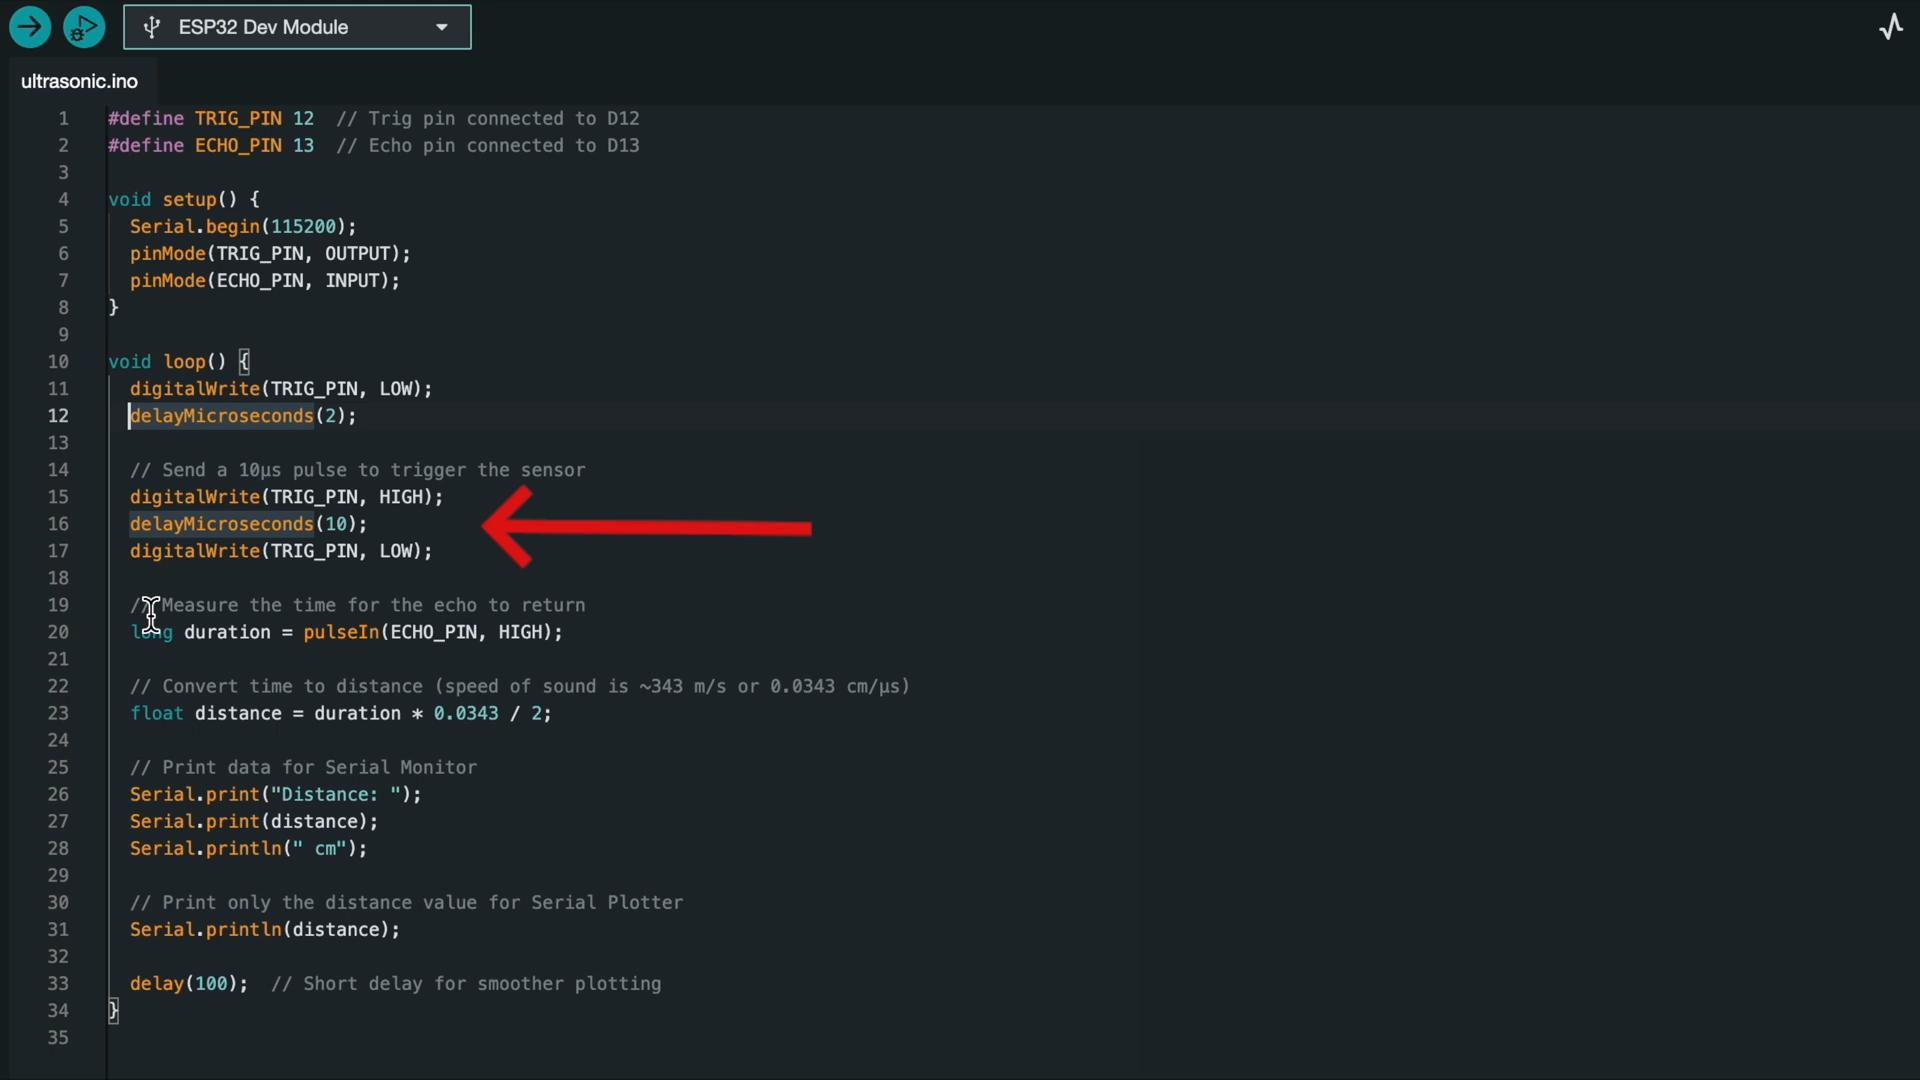 ESP32 Dev Module
ultrasonic.ino
1 #define TRIG_PIN 12 // Trig pin connected to D12
2 #define ECHO_PIN 13 // Echo pin connected to D13
3
4 void setup() {
5 Serial.begin(115200);
6 pinMode(TRIG_PIN, OUTPUT);
7 pinMode(ECHO_PIN, INPUT);
8 }
9
10 void loop() {
11 digitalWrite(TRIG_PIN, LOW);
12 delayMicroseconds(2);
13
14 // Send a 10µs pulse to trigger the sensor
15 digitalWrite(TRIG_PIN, HIGH);
16 delayMicroseconds(10);
17 digitalWrite(TRIG_PIN, LOW);
18
19 // Measure the time for the echo to return
20 long duration = pulseIn(ECHO_PIN, HIGH);
21
22 // Convert time to distance (speed of sound is ~343 m/s or 0.0343 cm/µs)
23 float distance = duration * 0.0343 / 2;
24
25 // Print data for Serial Monitor
26 Serial.print("Distance: ");
27 Serial.print(distance);
28 Serial.println(" cm");
29
30 // Print only the distance value for Serial Plotter
31 Serial.println(distance);
32
33 delay(100); // Short delay for smoother plotting
34 }
35